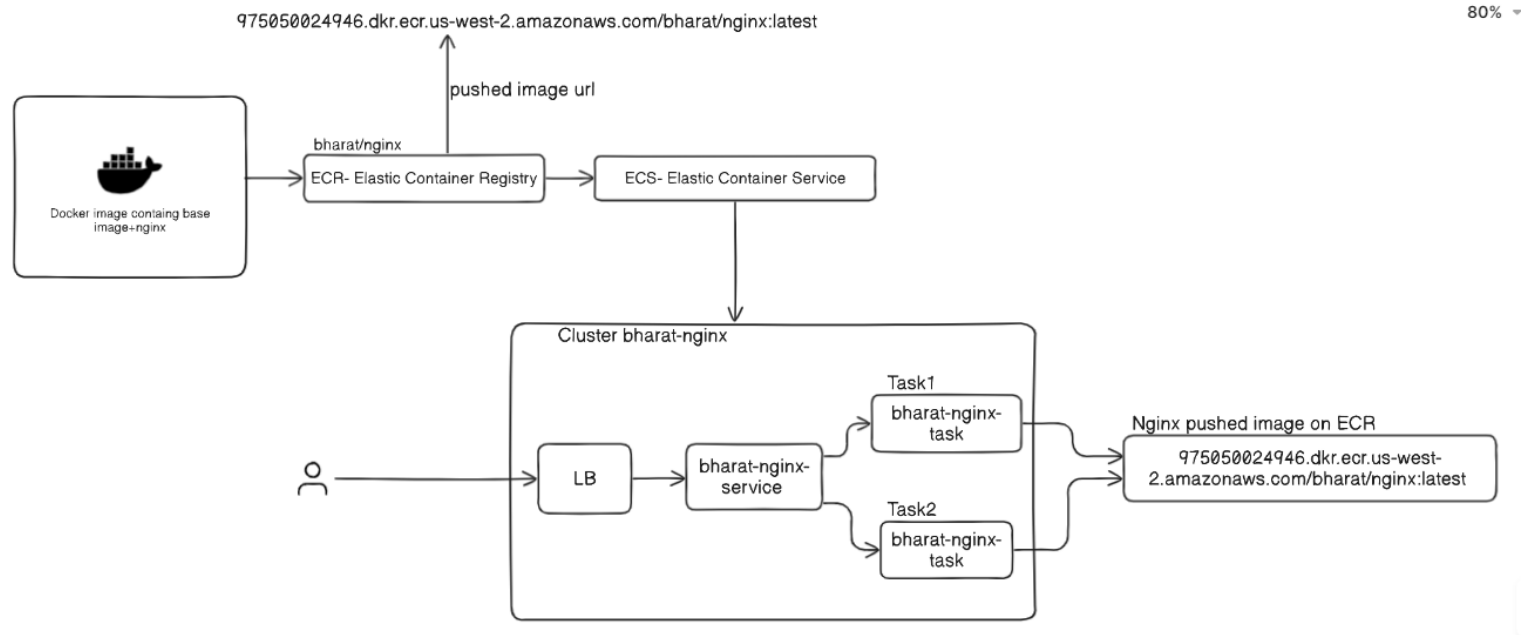 975050024946.dkr.ecr.us-west-2.amazonaws.com/bharat/nginx:latest
80%
pushed image url
bharat/nginx
ECR- Elastic Container Registry
ECS- Elastic Container Service
Docker image containg base
image+nginx
Cluster bharat-nginx
Task1
bharat-nginx-
task
Nginx pushed image on ECR
975050024946.dkr.ecr.us-west-
2.amazonaws.com/bharat/nginx:latest
LB
bharat-nginx-
service
Task2
bharat-nginx-
task